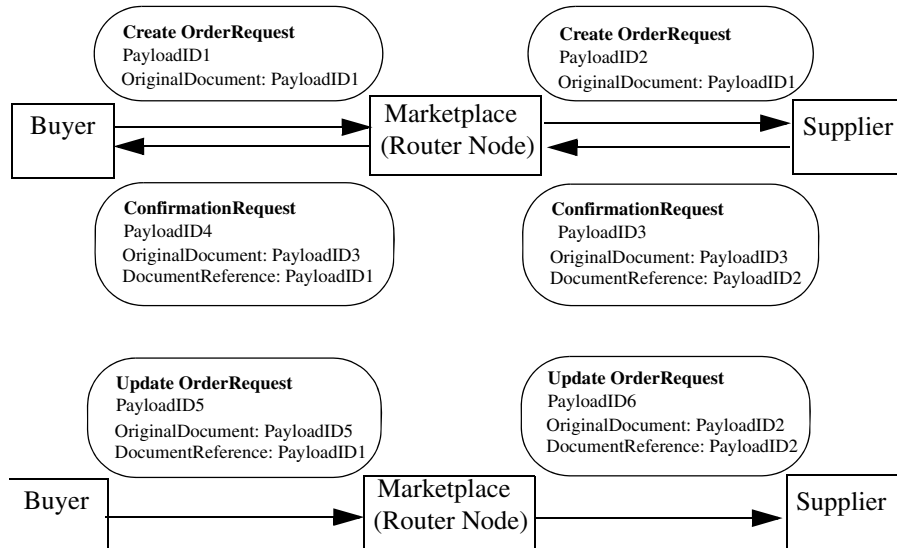 Create OrderRequest
PayloadID1
OriginalDocument: PayloadID1
Create OrderRequest
PayloadID2
OriginalDocument: PayloadID1
Buyer
Marketplace
(Router Node)
Supplier
ConfirmationRequest
PayloadID4
OriginalDocument: PayloadID3
DocumentReference: PayloadID1
ConfirmationRequest
PayloadID3
OriginalDocument: PayloadID3
DocumentReference: PayloadID2
Update OrderRequest
PayloadID5
OriginalDocument: PayloadID5
DocumentReference: PayloadID1
Update OrderRequest
PayloadID6
OriginalDocument: PayloadID2
DocumentReference: PayloadID2
Buyer
Marketplace
(Router Node)
Supplier